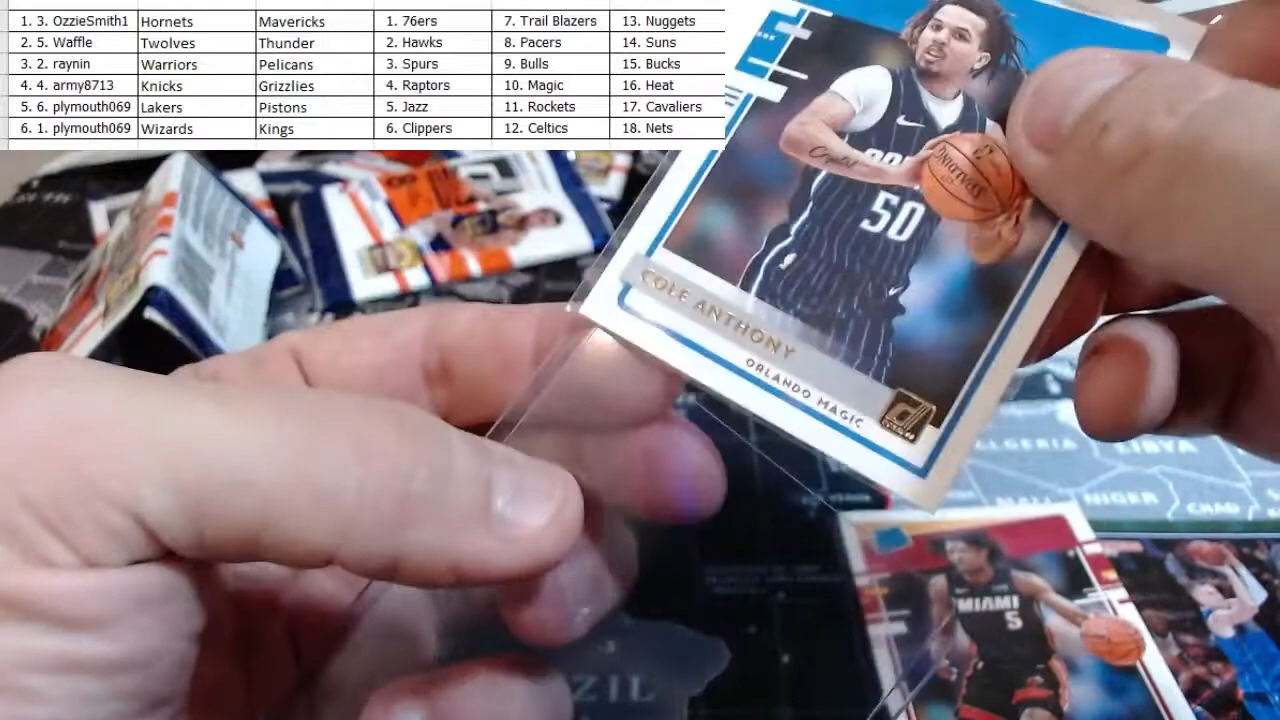 1. 3. OzzieSmith1 Hornets Mavericks 1. 76ers 7. Trail Blazers 13. Nuggets
2. 5. Waffle Twolves Thunder 2. Hawks 8. Pacers 14. Suns
3. 2. raynin Warriors Pelicans 3. Spurs 9. Bulls 15. Bucks
4. 4. army8713 Knicks Grizzlies 4. Raptors 10. Magic 16. Heat
5. 6. plymouth069 Lakers Pistons 5. Jazz 11. Rockets 17. Cavaliers
6. 1. plymouth069 Wizards Kings 6. Clippers 12. Celtics 18. Nets
50
COLE ANTHONY
ORLANDO MAGIC
LIBYA
NIGER
CHAD
MIAMI
5
ZIL